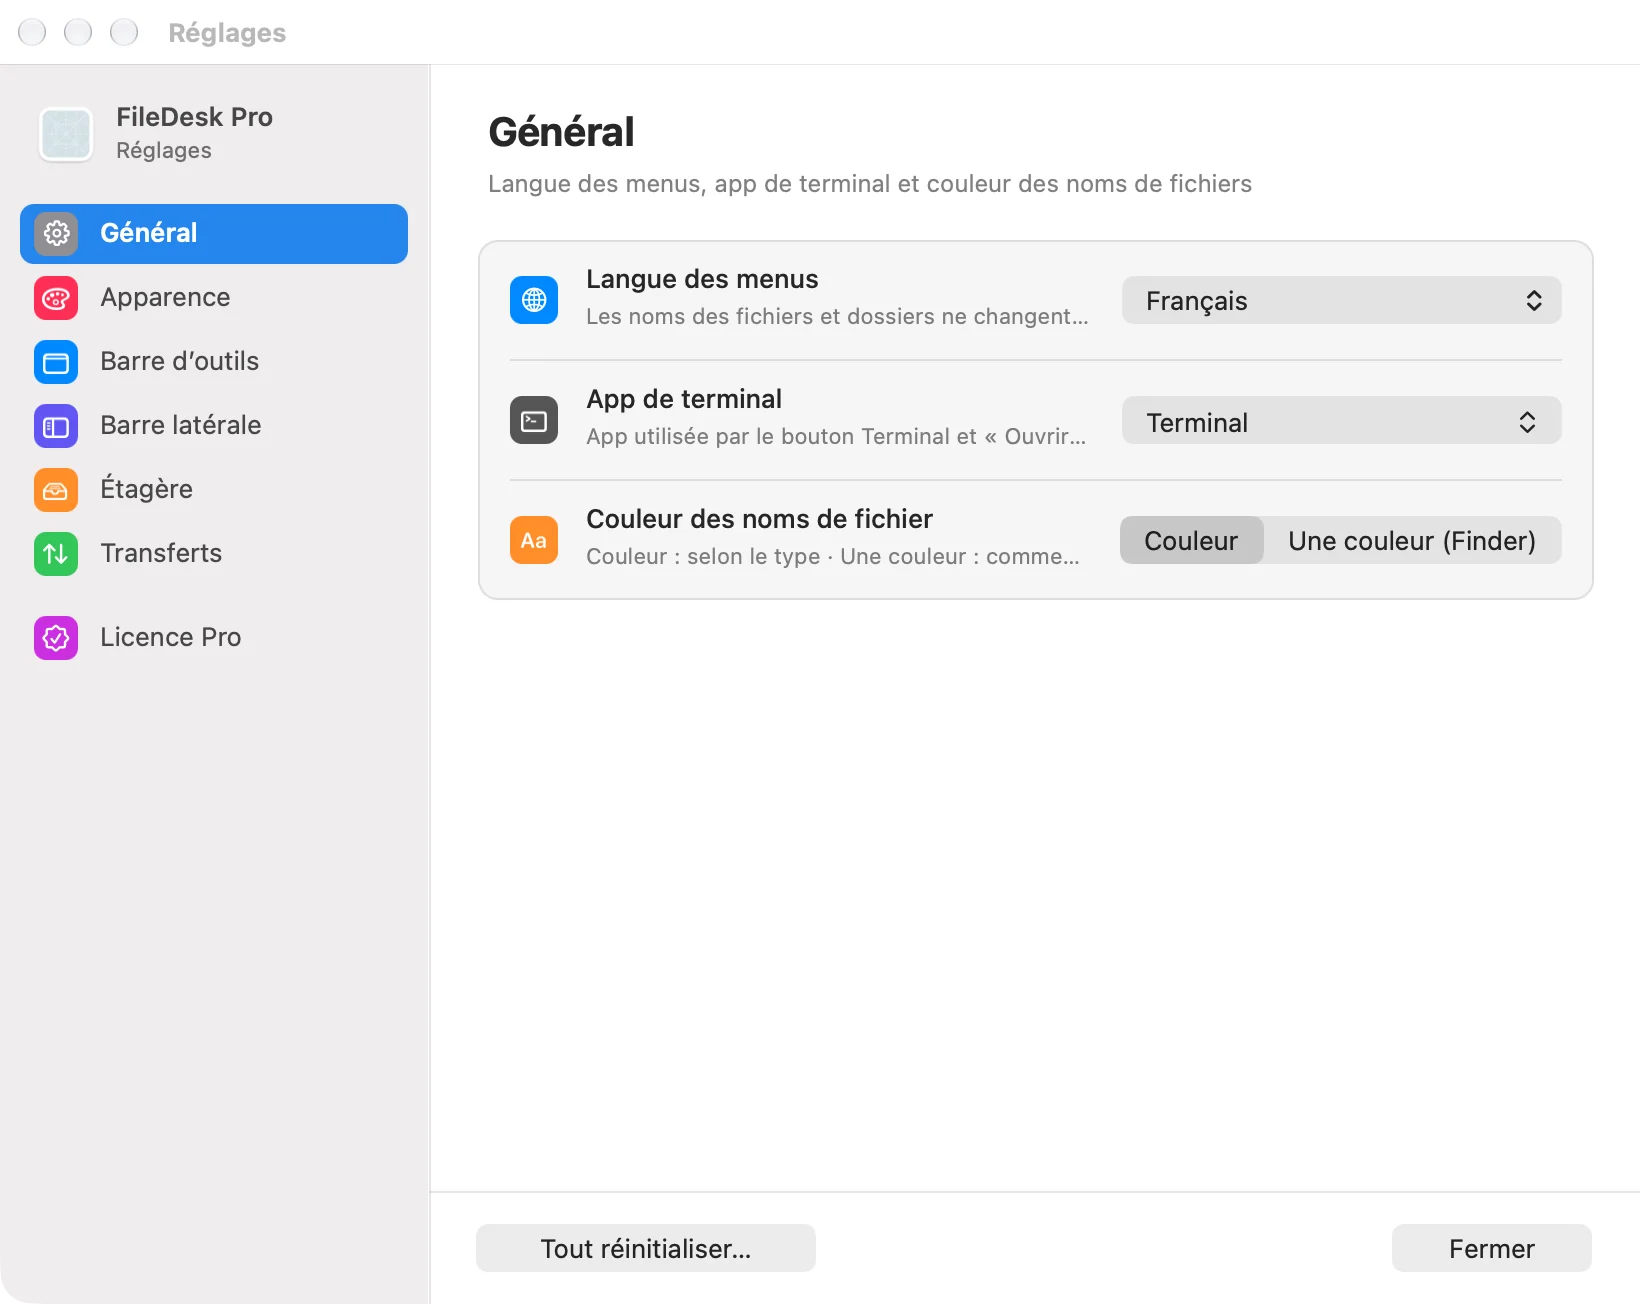 Réglages
FileDesk Pro
Réglages
Général
Apparence
Barre d’outils
Barre latérale
Étagère
Transferts
Licence Pro
Général
Langue des menus, app de terminal et couleur des noms de fichiers
Langue des menus
Les noms des fichiers et dossiers ne changent...
Français
App de terminal
App utilisée par le bouton Terminal et « Ouvrir...
Terminal
Aa
Couleur des noms de fichier
Couleur : selon le type · Une couleur : comme...
Couleur
Une couleur (Finder)
Tout réinitialiser...
Fermer